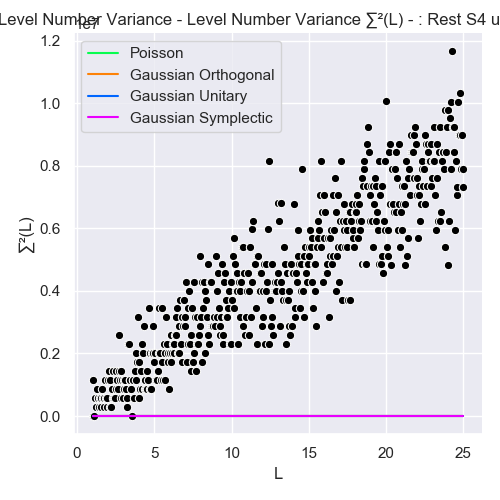 Level Number Variance - Level Number Variance ∑²(L) - : Rest S4 u
1e7
Poisson
Gaussian Orthogonal
Gaussian Unitary
Gaussian Symplectic
∑²(L)
1.2
1.0
0.8
0.6
0.4
0.2
0.0
0 5 10 15 20 25
L